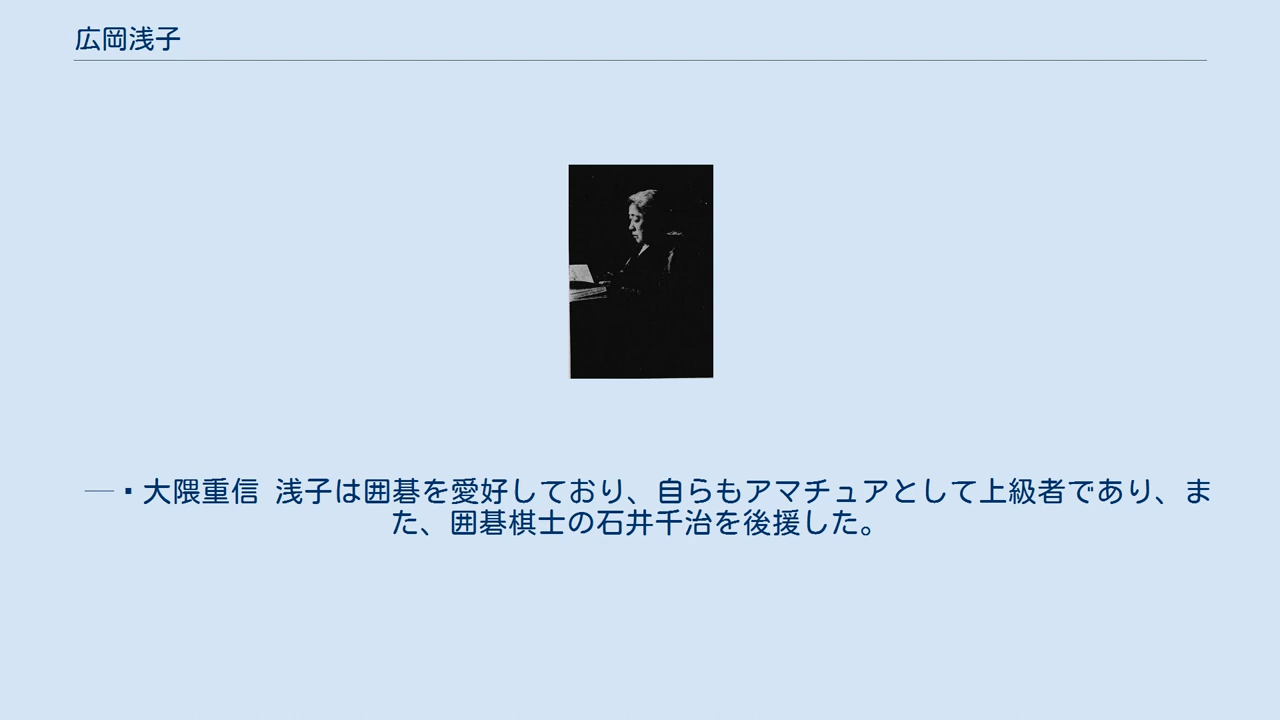 広岡浅子
―・大隈重信 浅子は囲碁を愛好しており、自らもアマチュアとして上級者であり、ま
た、囲碁棋士の石井千治を後援した。